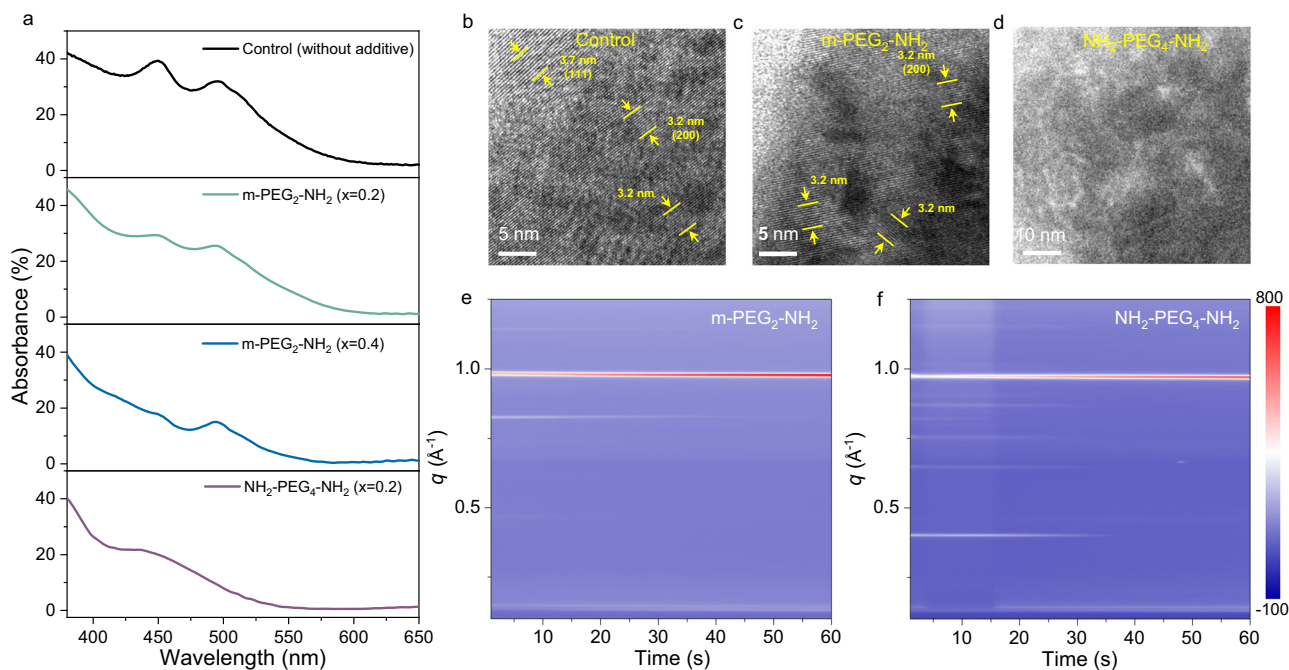 a
Control (without additive)
m-PEG₂-NH₂ (x=0.2)
m-PEG₂-NH₂ (x=0.4)
NH₂-PEG₄-NH₂ (x=0.2)
40
20
0
40
20
0
40
20
0
40
20
0
Absorbance (%)
400 450 500 550 600 650
Wavelength (nm)
b
Control
3.7 nm
(111)
3.2 nm
(200)
3.2 nm
5 nm
c
m-PEG₂-NH₂
3.2 nm
(200)
3.2 nm
3.2 nm
5 nm
d
NH₂-PEG₄-NH₂
10 nm
e
m-PEG₂-NH₂
1.0
0.5
q (Å⁻¹)
10 20 30 40 50 60
Time (s)
f
NH₂-PEG₄-NH₂
1.0
0.5
q (Å⁻¹)
10 20 30 40 50 60
Time (s)
800
-100